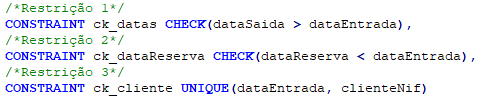 /*Restrição 1*/
CONSTRAINT ck_datas CHECK(dataSaida > dataEntrada),
/*Restrição 2*/
CONSTRAINT ck_dataReserva CHECK(dataReserva < dataEntrada),
/*Restrição 3*/
CONSTRAINT ck_cliente UNIQUE(dataEntrada, clienteNif)